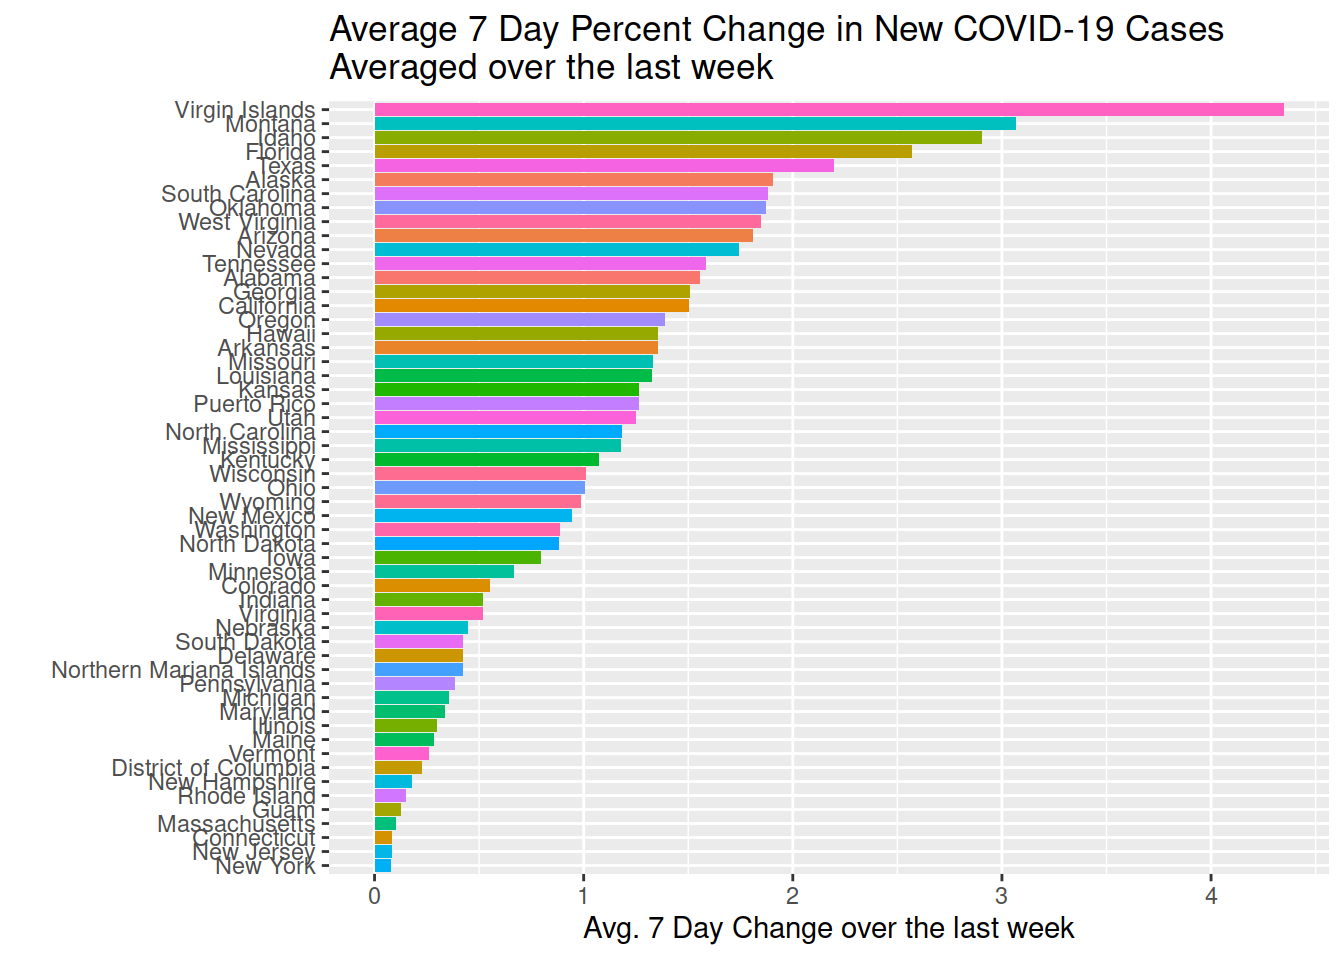 Average 7 Day Percent Change in New COVID-19 Cases
Averaged over the last week
Virgin Islands
Montana
Idaho
Florida
Texas
Alaska
South Carolina
Oklahoma
West Virginia
Arizona
Nevada
Tennessee
Alabama
Georgia
California
Oregon
Hawaii
Arkansas
Missouri
Louisiana
Kansas
Puerto Rico
Utah
North Carolina
Mississippi
Kentucky
Wisconsin
Ohio
Wyoming
New Mexico
Washington
North Dakota
Iowa
Minnesota
Colorado
Indiana
Virginia
Nebraska
South Dakota
Delaware
Northern Mariana Islands
Pennsylvania
Michigan
Maryland
Illinois
Maine
Vermont
District of Columbia
New Hampshire
Rhode Island
Guam
Massachusetts
Connecticut
New Jersey
New York
0 1 2 3 4
Avg. 7 Day Change over the last week